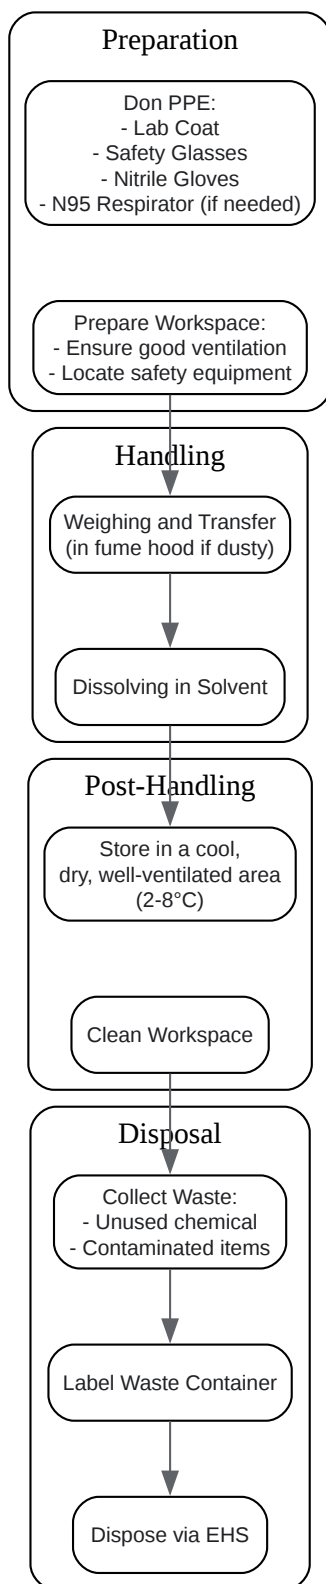 Preparation
Don PPE:
- Lab Coat
- Safety Glasses
- Nitrile Gloves
- N95 Respirator (if needed)
Prepare Workspace:
- Ensure good ventilation
- Locate safety equipment
Handling
Weighing and Transfer
(in fume hood if dusty)
Dissolving in Solvent
Post-Handling
Store in a cool,
dry, well-ventilated area
(2-8°C)
Clean Workspace
Disposal
Collect Waste:
- Unused chemical
- Contaminated items
Label Waste Container
Dispose via EHS